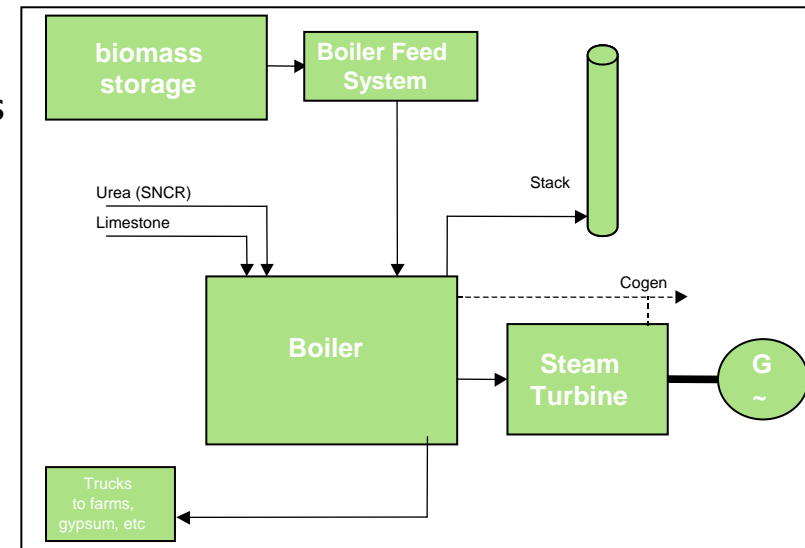 biomass
storage
Boiler Feed
System
s
Stack
Urea (SNCR)
Limestone
Cogen
Boiler
Steam
Turbine
G
~
Trucks
to farms,
gypsum, etc